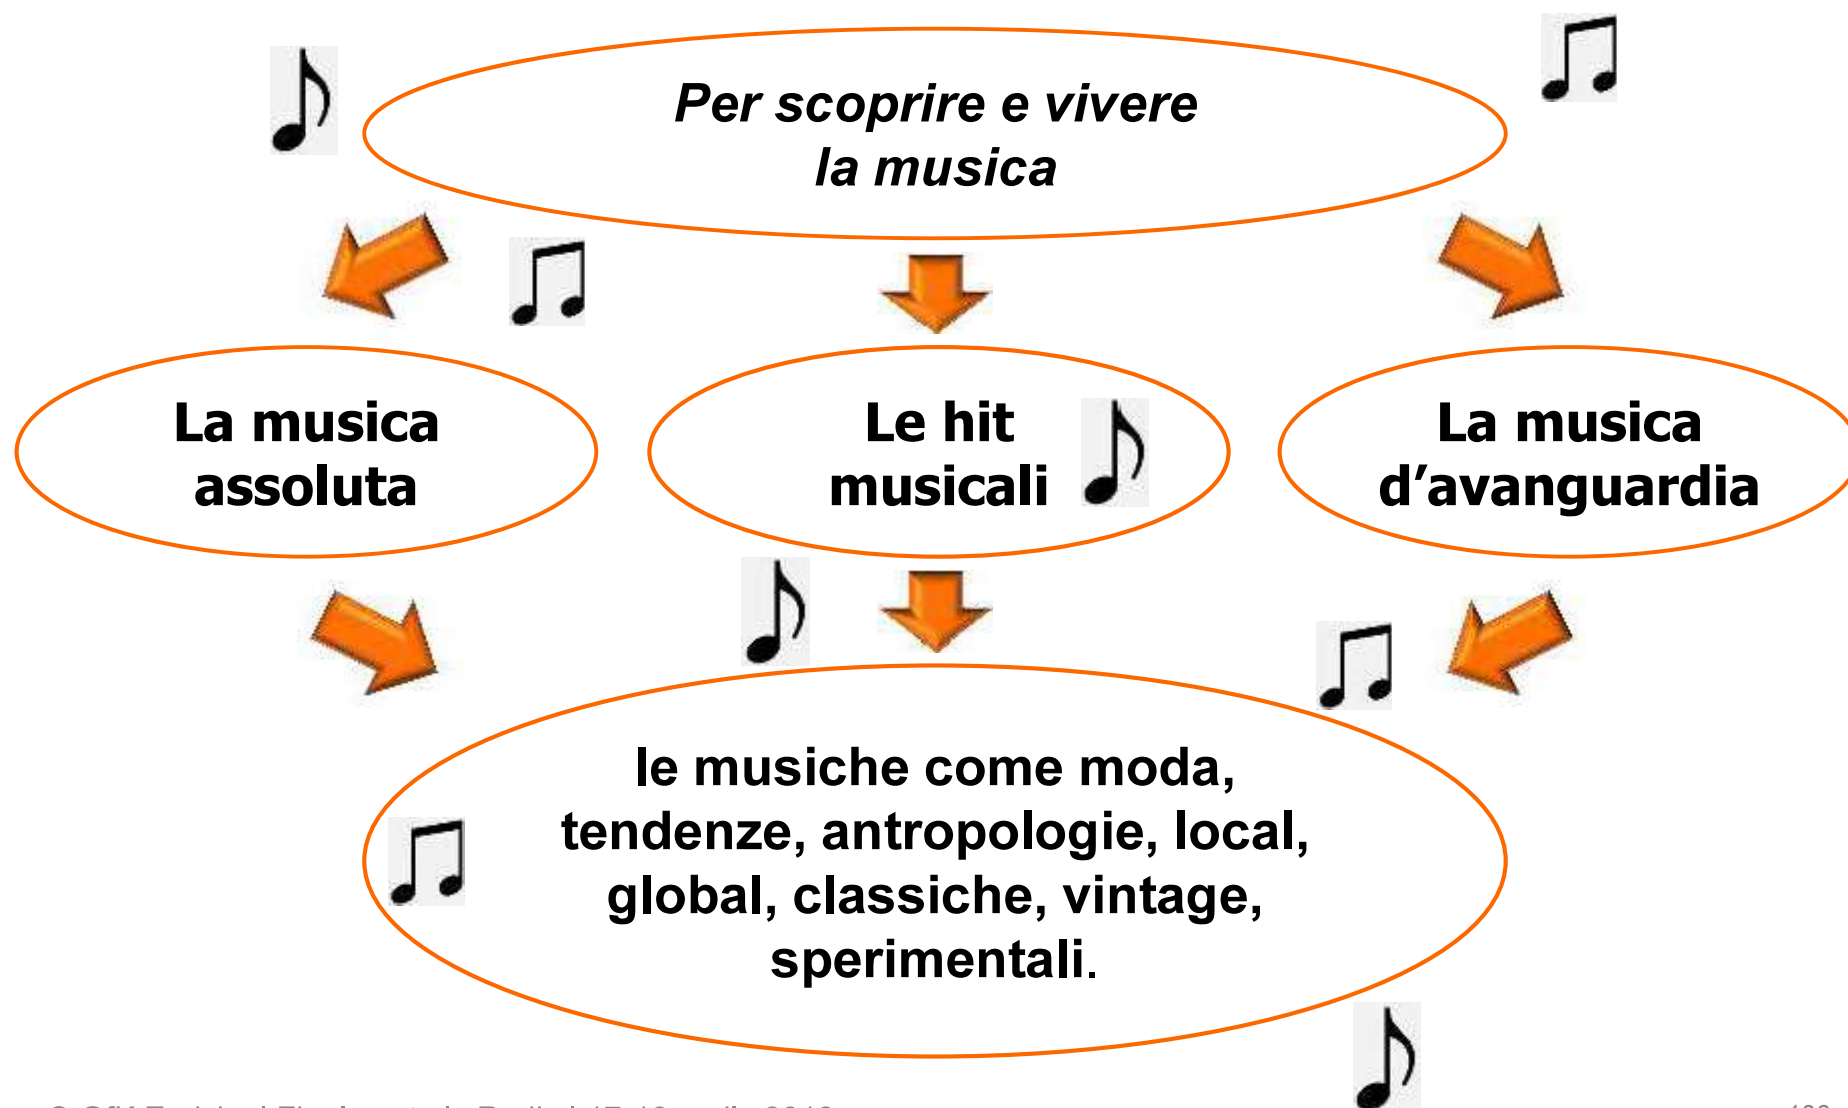 Per scoprire e vivere
la musica
La musica
assoluta
Le hit
musicali
La musica
d’avanguardia
le musiche come moda,
tendenze, antropologie, local,
global, classiche, vintage,
sperimentali.